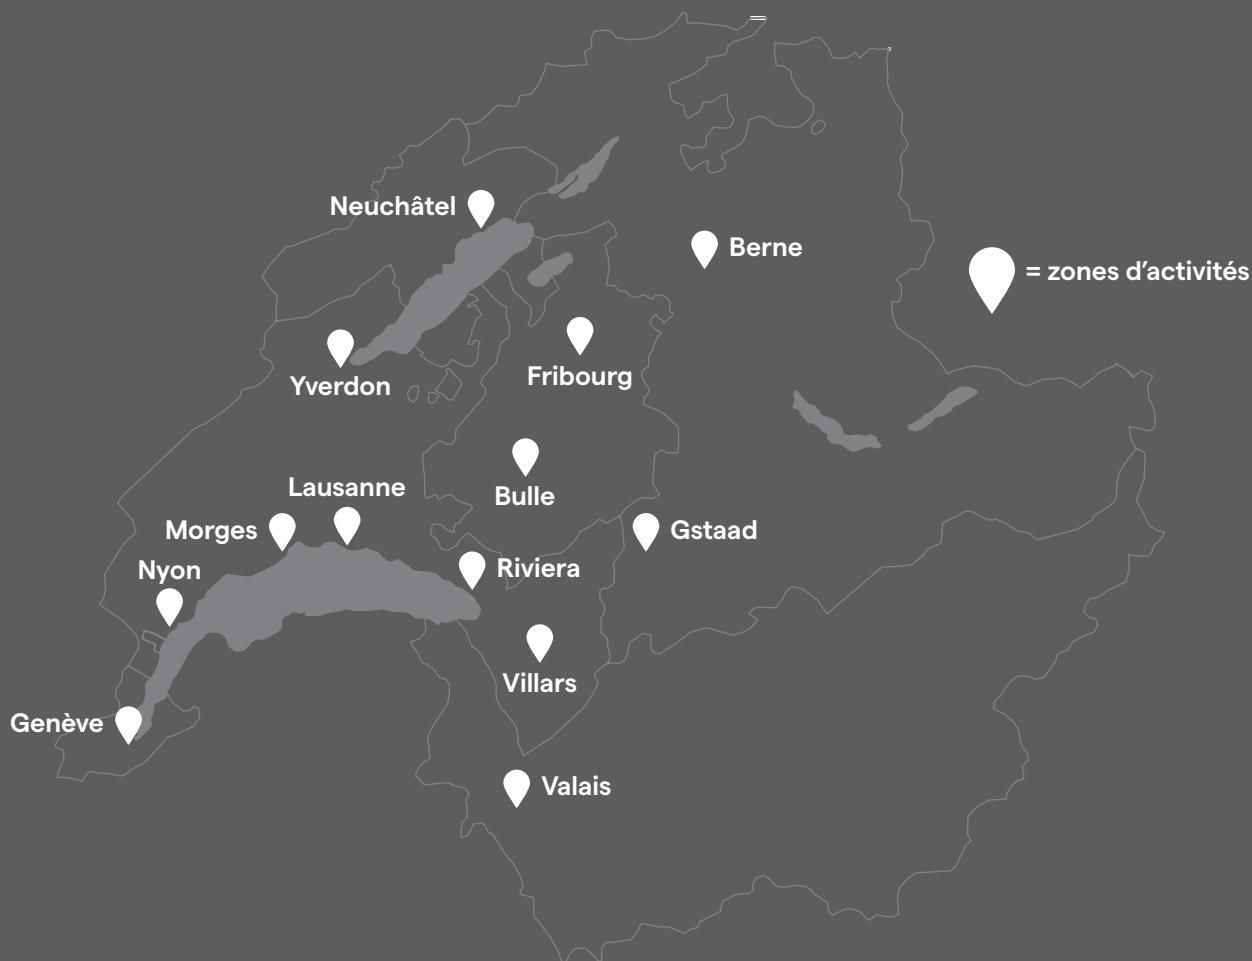 Neuchâtel
Berne
= zones d’activités
Yverdon
Fribourg
Lausanne
Bulle
Morges
Gstaad
Nyon
Riviera
Villars
Genève
Valais